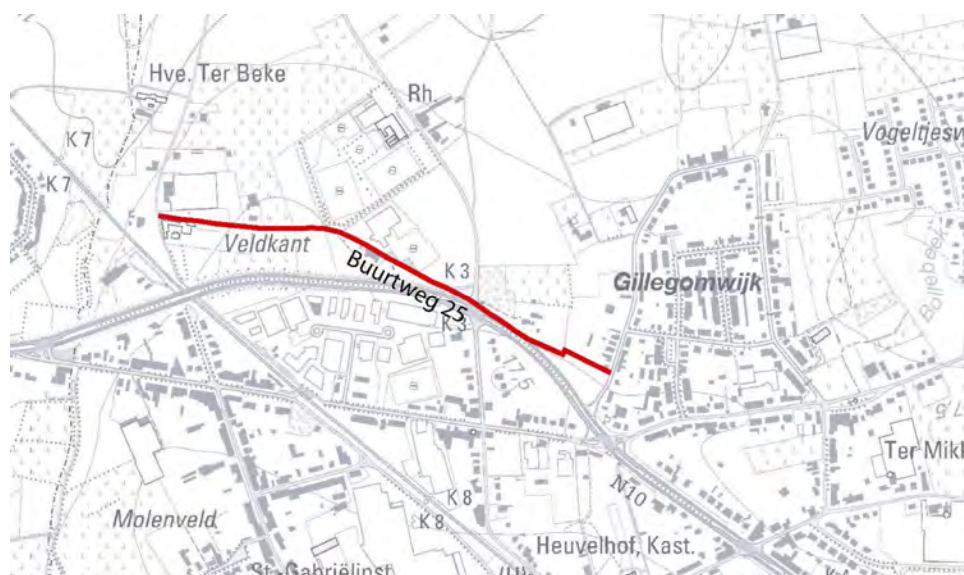 Hve. Ter Beke
Rh.
K 7
Vogeltjesw
K 7
Veldkant
K 3
Gillegomwijk
Buurtweg 25
K 3
17,5
Ter Mikk
N10
K 8
Molenveld
K 8
Heuvelhof, Kast.
St.-Gabriëlinst.